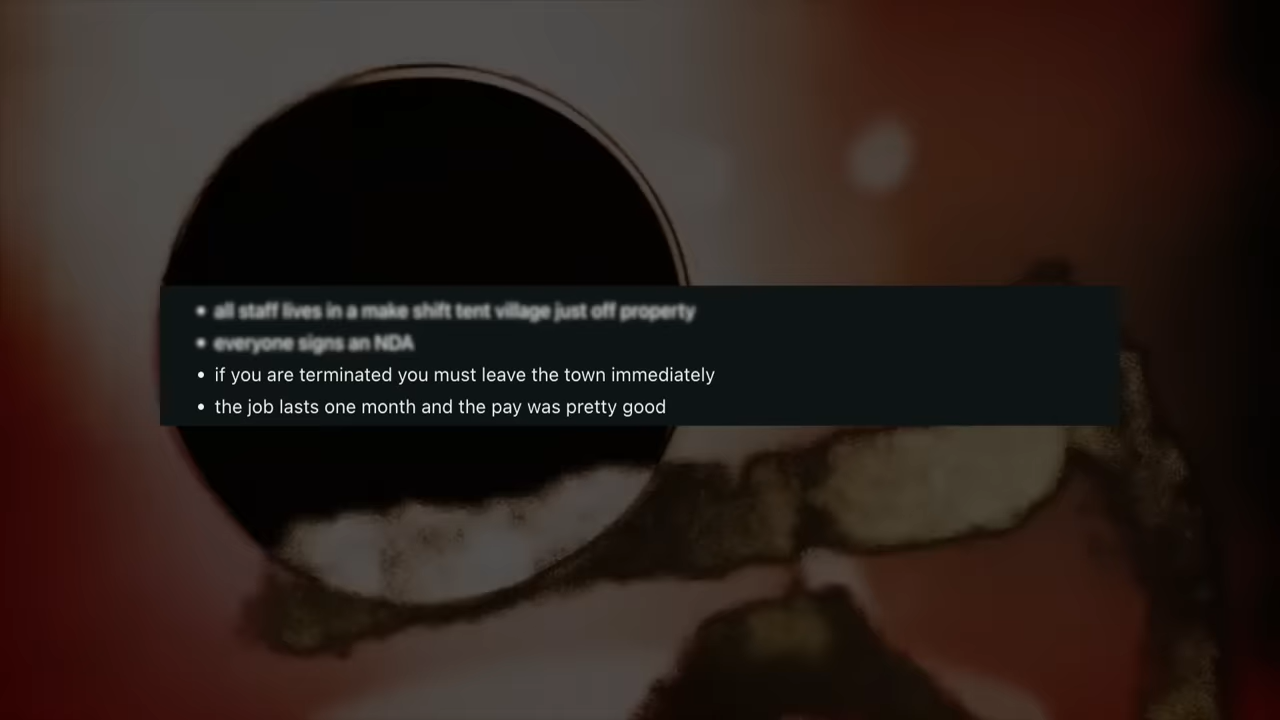 • all staff lives in a make shift tent village just off property
• everyone signs an NDA
• if you are terminated you must leave the town immediately
• the job lasts one month and the pay was pretty good